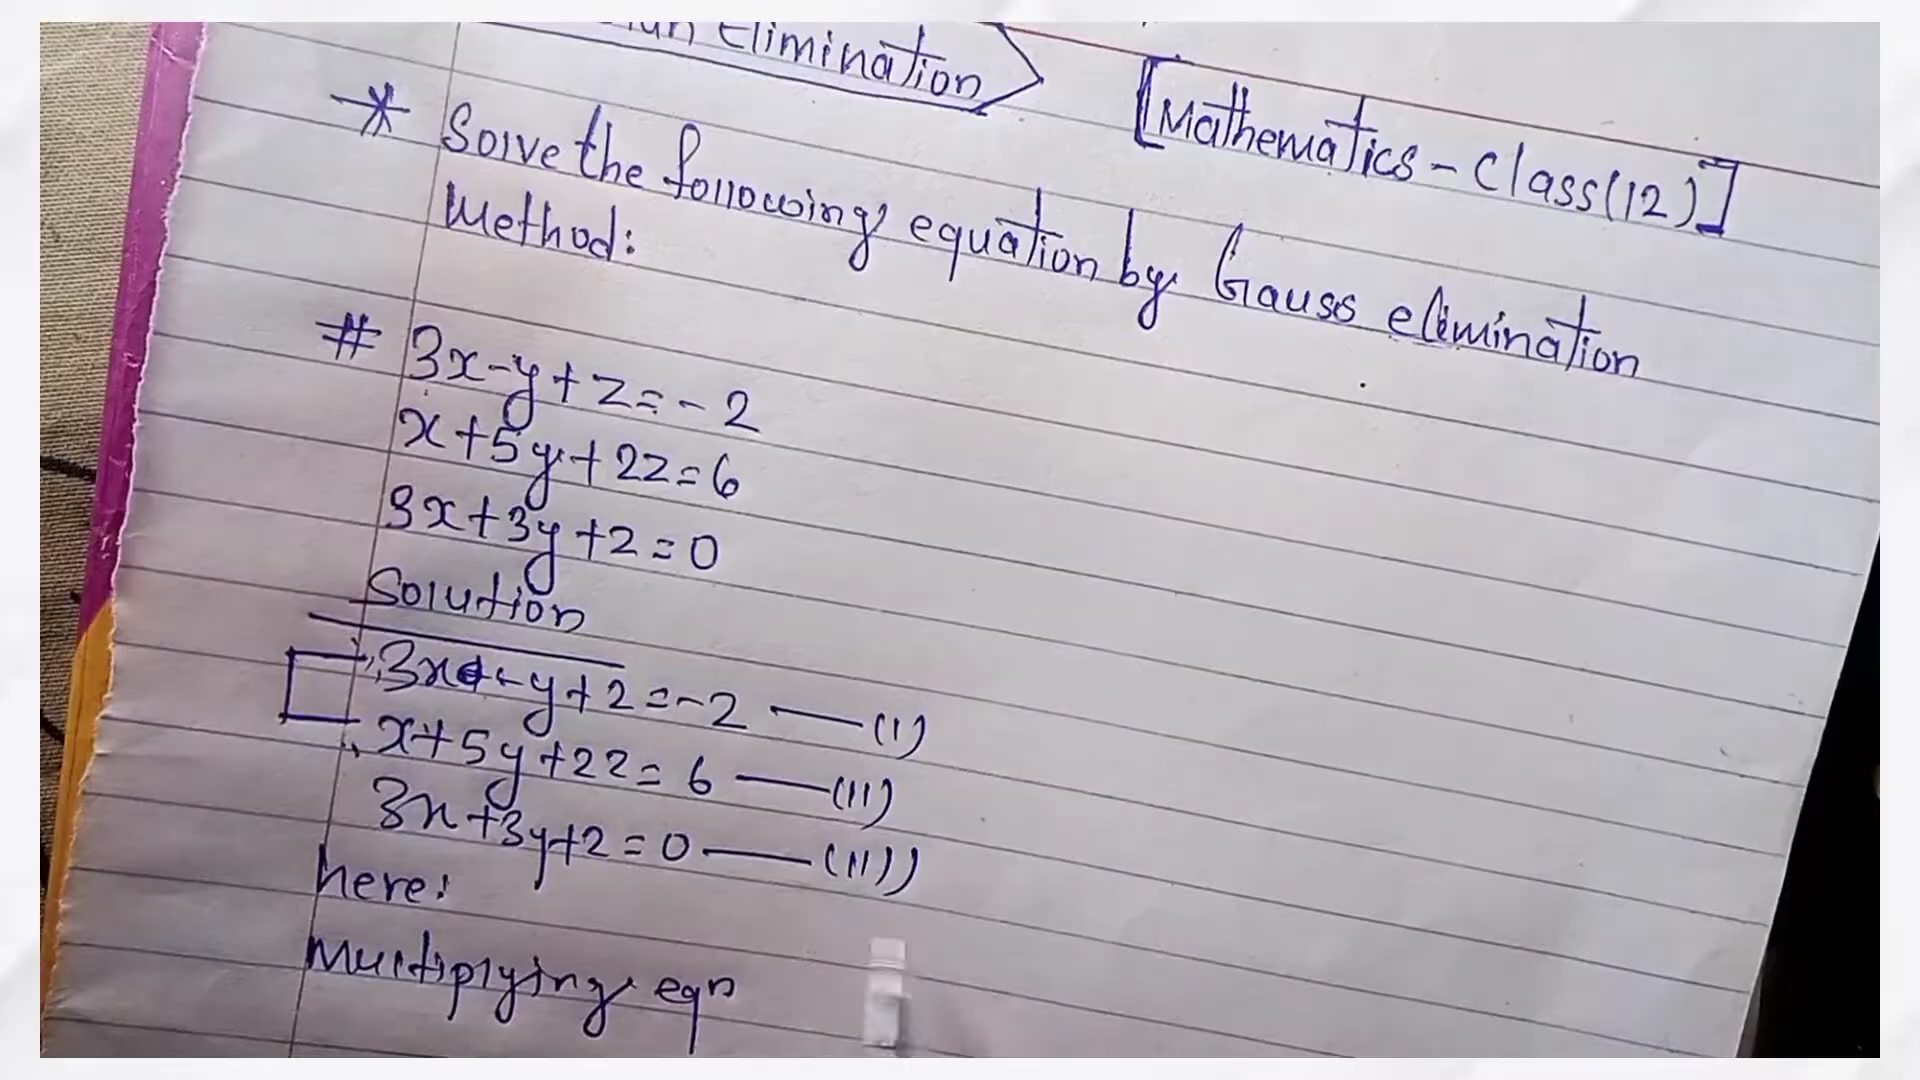 Elimination
[Mathematics - Class(12)]
* Solve the following equation by Gauss elimination
Method:
# 3x-y+z=-2
x+5y+2z=6
3x+3y+z=0
Solution
3x-y+z=-2 —(I)
x+5y+2z=6 —(II)
3x+3y+z=0 —(III)
here:
Multiplying eqn